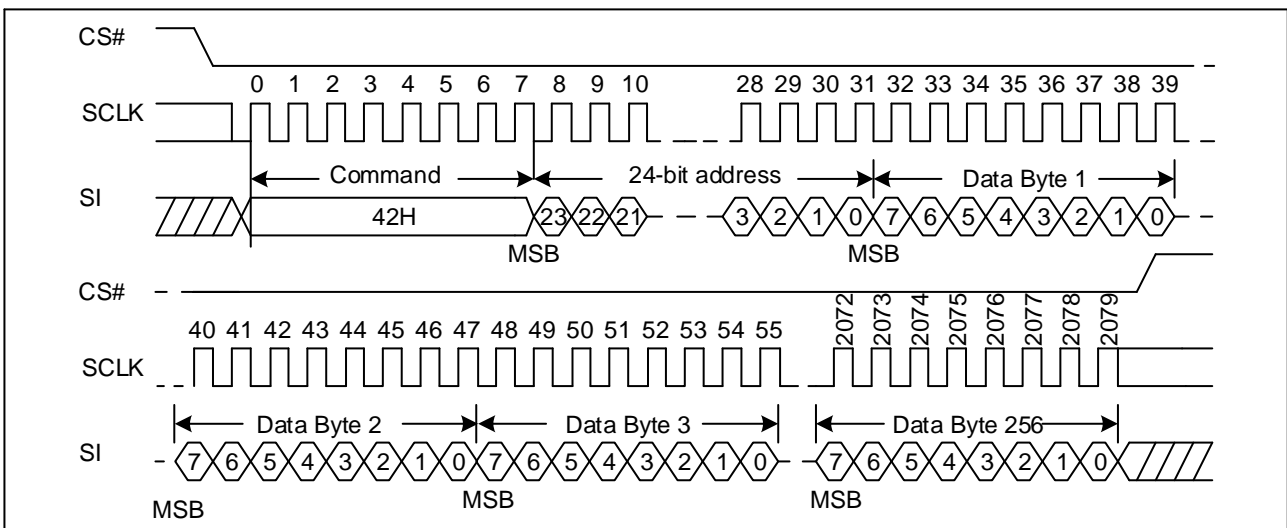 CS#
0 1 2 3 4 5 6 7 8 9 10 28 29 30 31 32 33 34 35 36 37 38 39
SCLK
Command 24-bit address Data Byte 1
SI
42H 23 22 21 3 2 1 0 7 6 5 4 3 2 1 0
MSB MSB
CS#
40 41 42 43 44 45 46 47 48 49 50 51 52 53 54 55 2072 2073 2074 2075 2076 2077 2078 2079
SCLK
Data Byte 2 Data Byte 3 Data Byte 256
SI
7 6 5 4 3 2 1 0 7 6 5 4 3 2 1 0 7 6 5 4 3 2 1 0
MSB MSB MSB